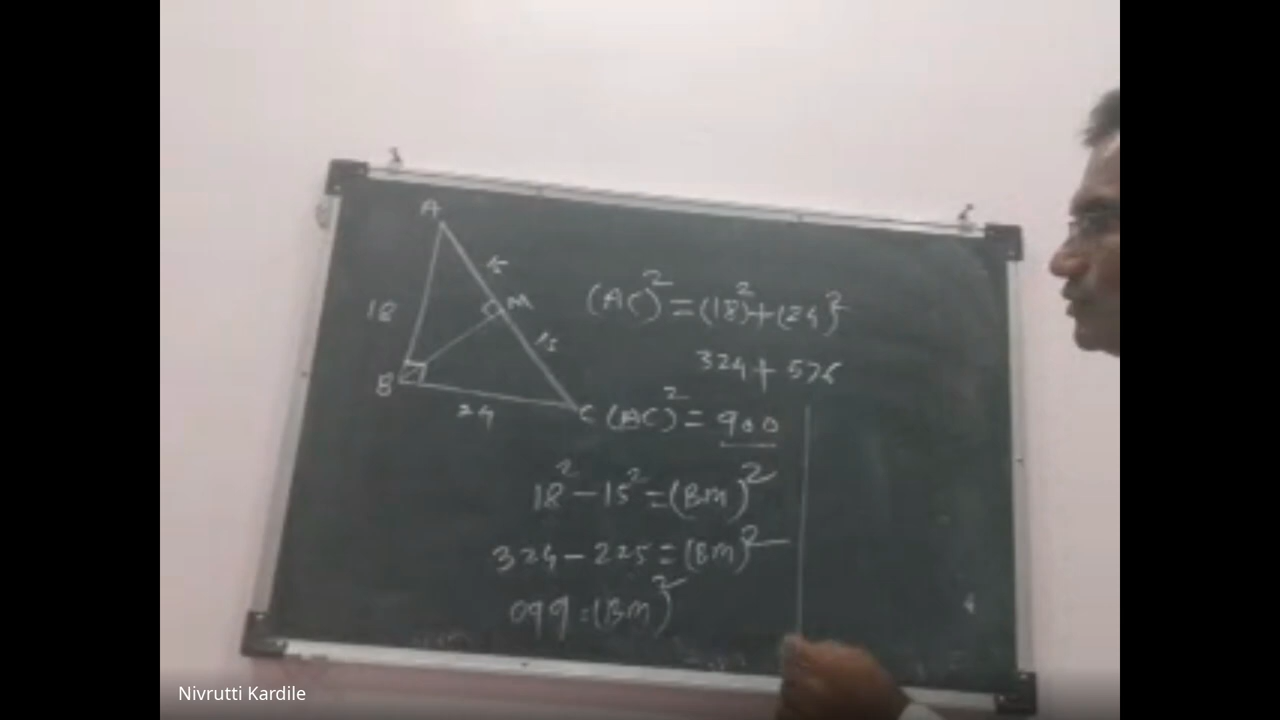 A
15
M
18
15
B
24
C
(AC)² = (18)² + (24)²
324 + 576
(AC)² = 900
18² - 15² = (BM)²
324 - 225 = (BM)²
099 = (BM)²
Nivrutti Kardile